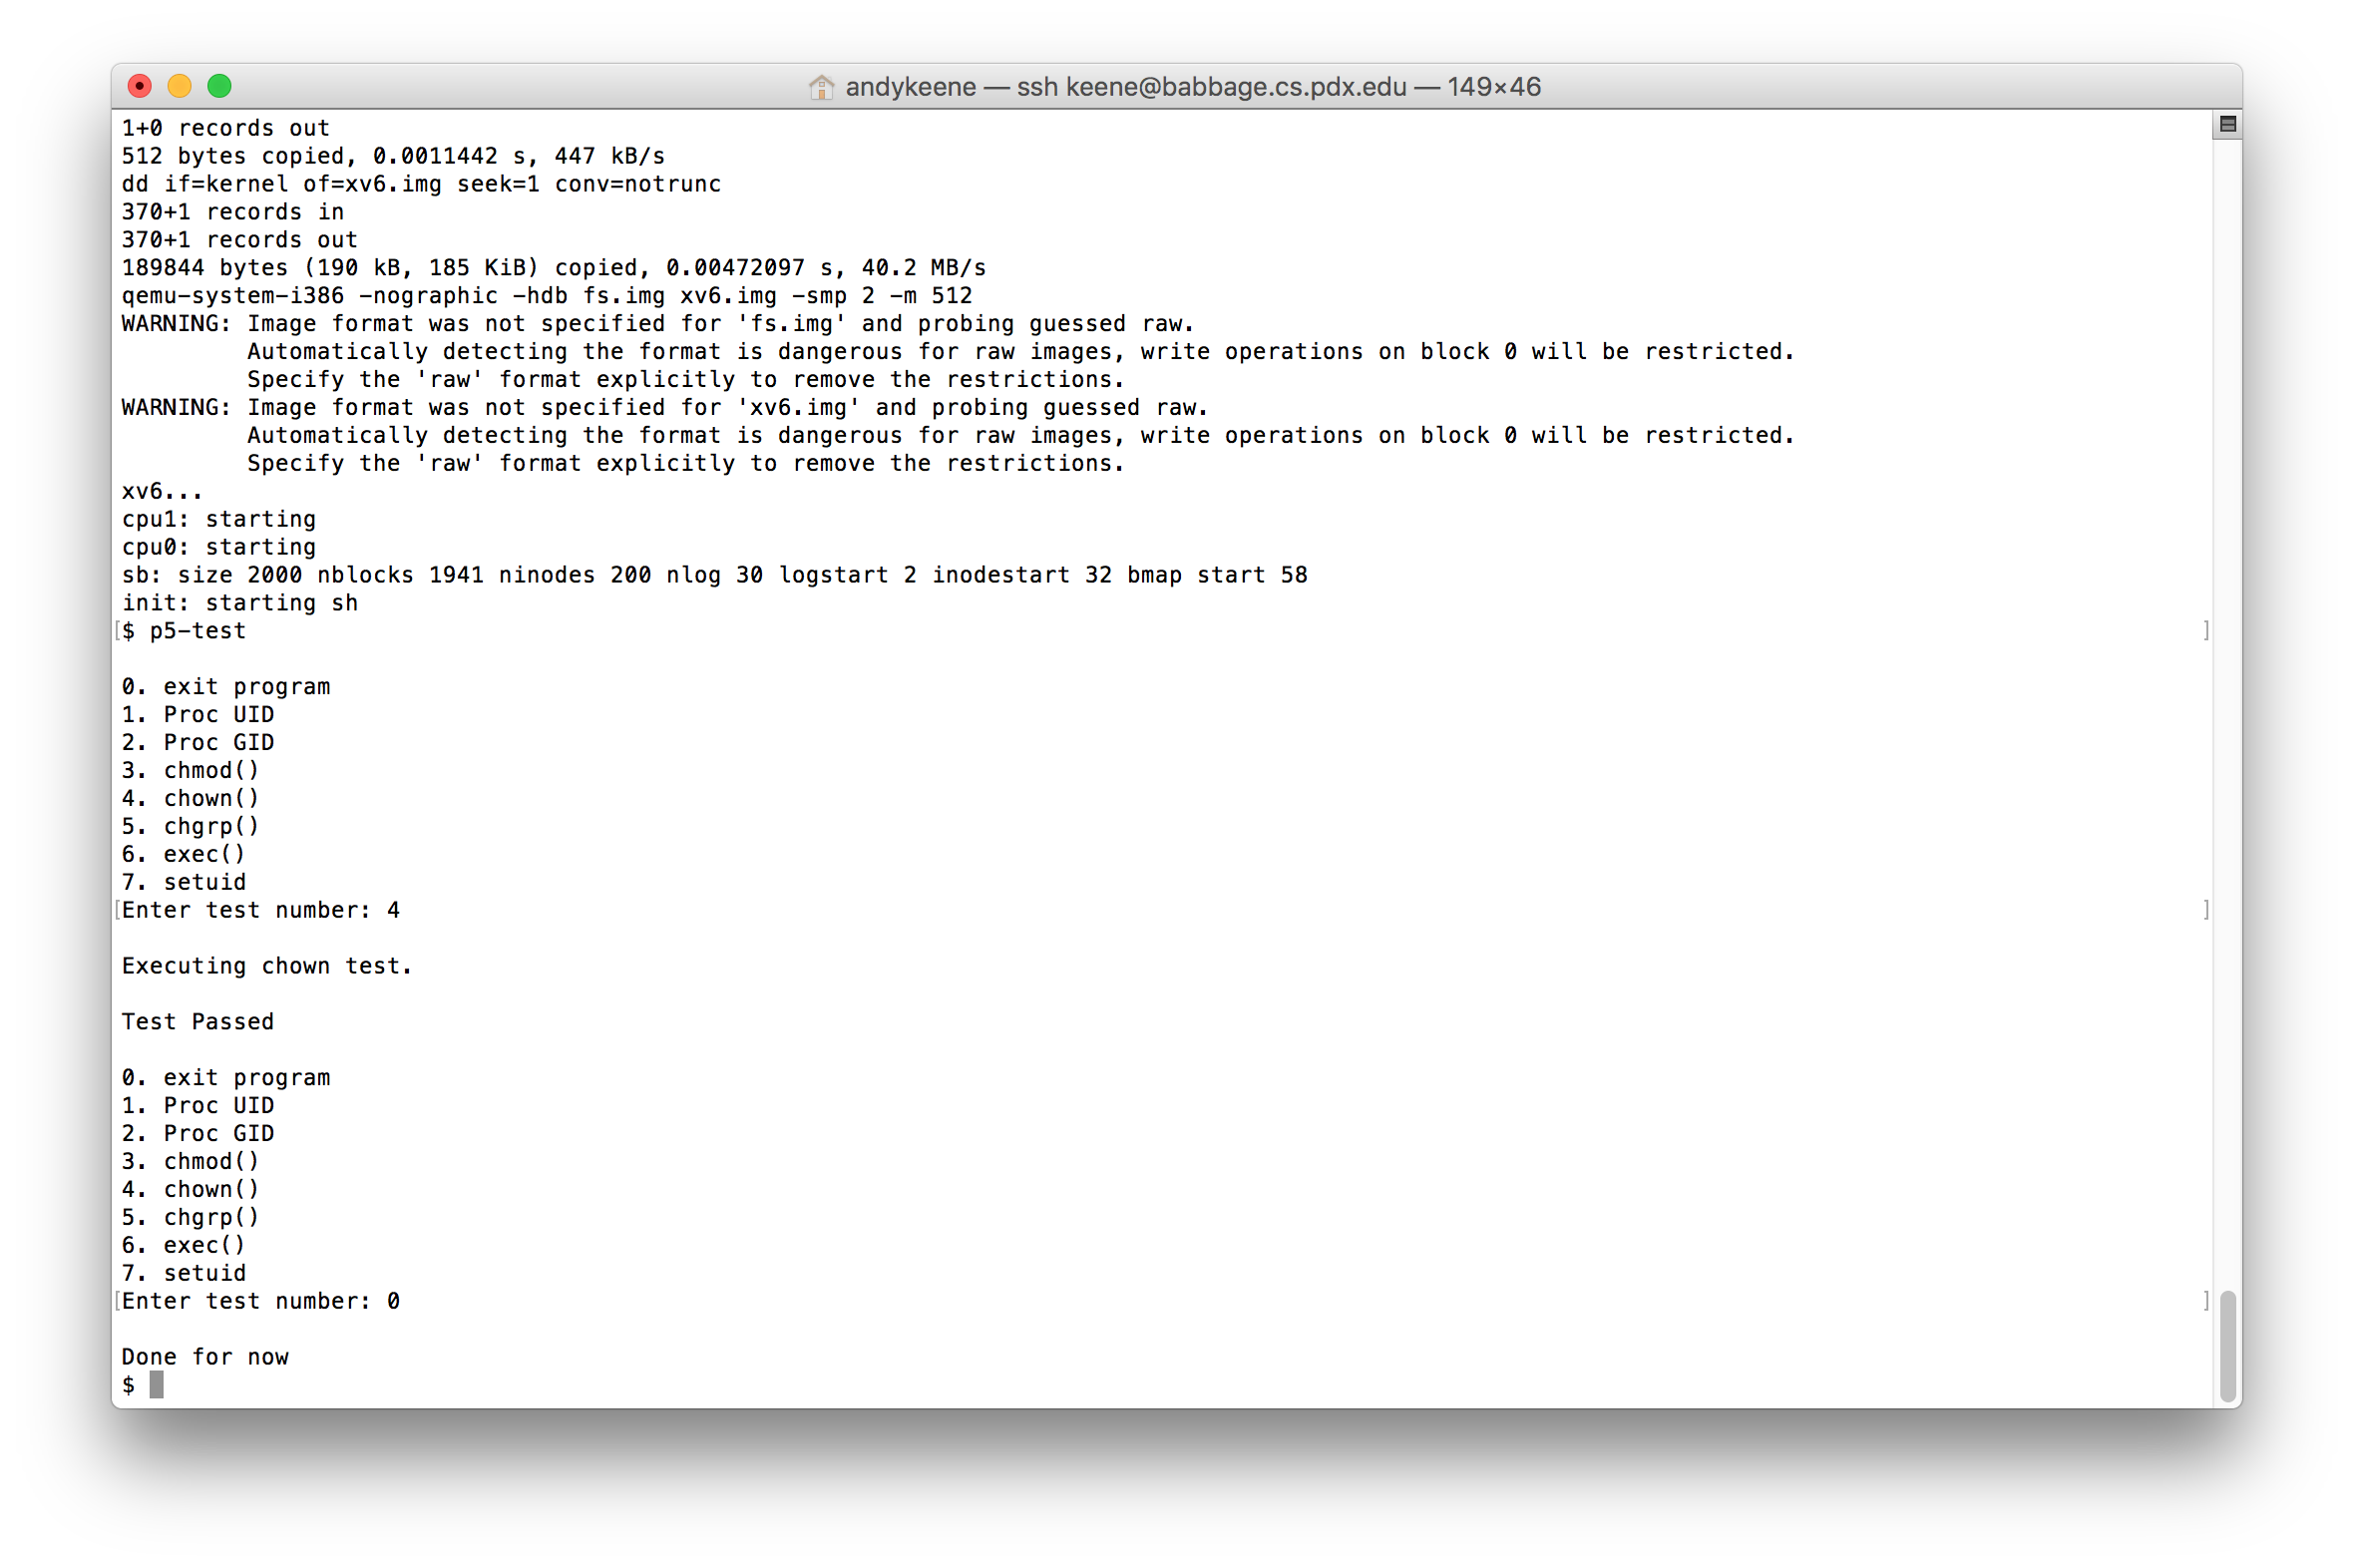 andykeene — ssh keene@babbage.cs.pdx.edu — 149×46
1+0 records out
512 bytes copied, 0.0011442 s, 447 kB/s
dd if=kernel of=xv6.img seek=1 conv=notrunc
370+1 records in
370+1 records out
189844 bytes (190 kB, 185 KiB) copied, 0.00472097 s, 40.2 MB/s
qemu-system-i386 -nographic -hdb fs.img xv6.img -smp 2 -m 512
WARNING: Image format was not specified for 'fs.img' and probing guessed raw.
         Automatically detecting the format is dangerous for raw images, write operations on block 0 will be restricted.
         Specify the 'raw' format explicitly to remove the restrictions.
WARNING: Image format was not specified for 'xv6.img' and probing guessed raw.
         Automatically detecting the format is dangerous for raw images, write operations on block 0 will be restricted.
         Specify the 'raw' format explicitly to remove the restrictions.
xv6...
cpu1: starting
cpu0: starting
sb: size 2000 nblocks 1941 ninodes 200 nlog 30 logstart 2 inodestart 32 bmap start 58
init: starting sh
[$ p5-test ]
0. exit program
1. Proc UID
2. Proc GID
3. chmod()
4. chown()
5. chgrp()
6. exec()
7. setuid
[Enter test number: 4 ]
Executing chown test.
Test Passed
0. exit program
1. Proc UID
2. Proc GID
3. chmod()
4. chown()
5. chgrp()
6. exec()
7. setuid
[Enter test number: 0 ]
Done for now
$